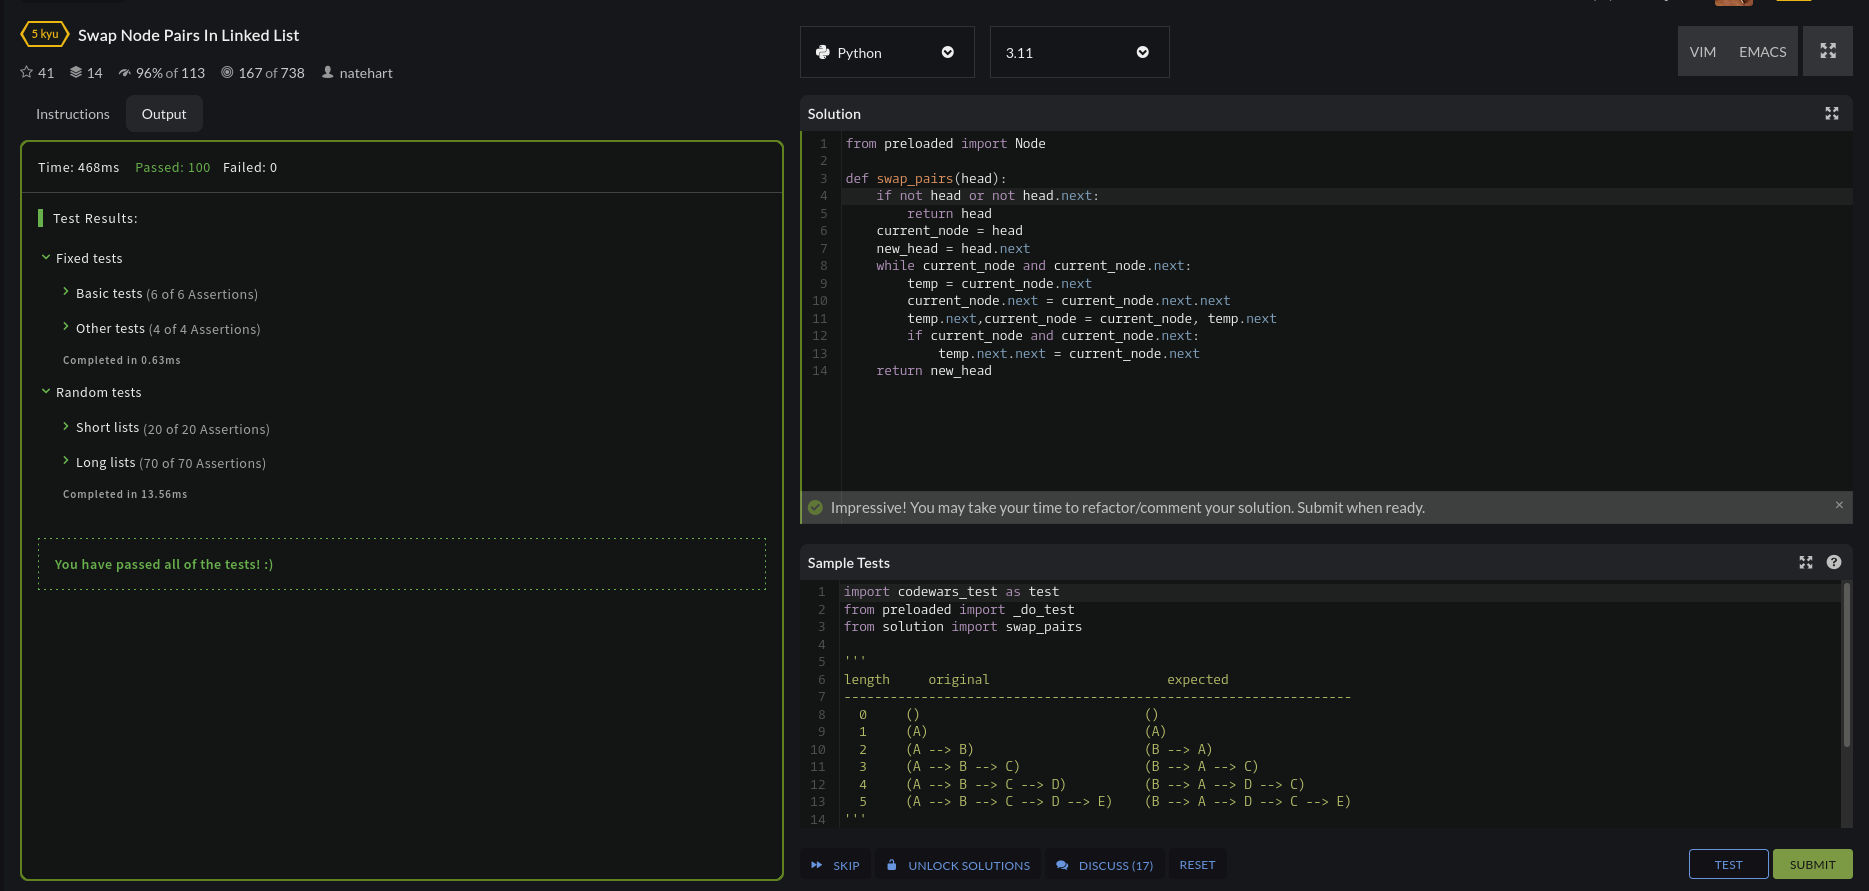 5 kyu Swap Node Pairs In Linked List
41 14 96% of 113 167 of 738 natehart
Instructions Output
Time: 468ms Passed: 100 Failed: 0
Test Results:
Fixed tests
Basic tests (6 of 6 Assertions)
Other tests (4 of 4 Assertions)
Completed in 0.63ms
Random tests
Short lists (20 of 20 Assertions)
Long lists (70 of 70 Assertions)
Completed in 13.56ms
You have passed all of the tests! :)
Python 3.11 VIM EMACS
Solution
1 from preloaded import Node
2
3 def swap_pairs(head):
4     if not head or not head.next:
5         return head
6     current_node = head
7     new_head = head.next
8     while current_node and current_node.next:
9         temp = current_node.next
10         current_node.next = current_node.next.next
11         temp.next,current_node = current_node, temp.next
12         if current_node and current_node.next:
13             temp.next.next = current_node.next
14     return new_head
Impressive! You may take your time to refactor/comment your solution. Submit when ready. ×
Sample Tests ?
1 import codewars_test as test
2 from preloaded import _do_test
3 from solution import swap_pairs
4
5 '''
6 length     original                       expected
7 ------------------------------------------------------------------
8   0     ()                             ()
9   1     (A)                            (A)
10   2     (A --> B)                      (B --> A)
11   3     (A --> B --> C)                (B --> A --> C)
12   4     (A --> B --> C --> D)          (B --> A --> D --> C)
13   5     (A --> B --> C --> D --> E)    (B --> A --> D --> C --> E)
14 '''
SKIP UNLOCK SOLUTIONS DISCUSS (17) RESET TEST SUBMIT